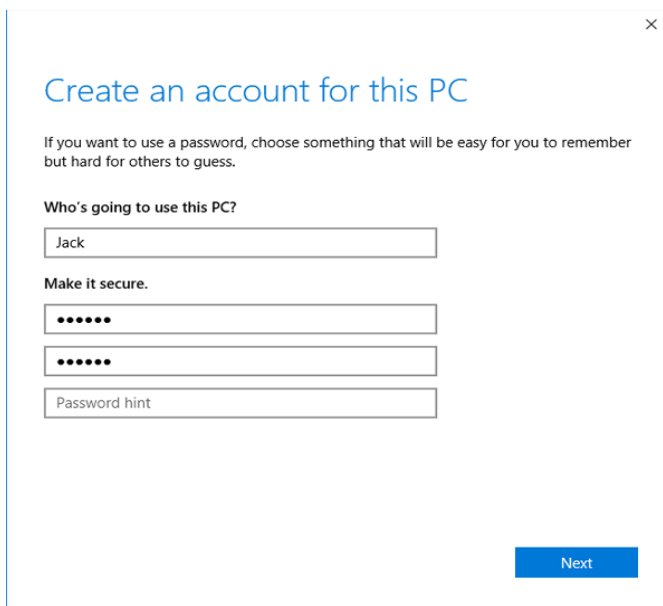 Create an account for this PC
If you want to use a password, choose something that will be easy for you to remember
but hard for others to guess.
Who's going to use this PC?
Jack
Make it secure.
●●●●●●
●●●●●●
Password hint
Next